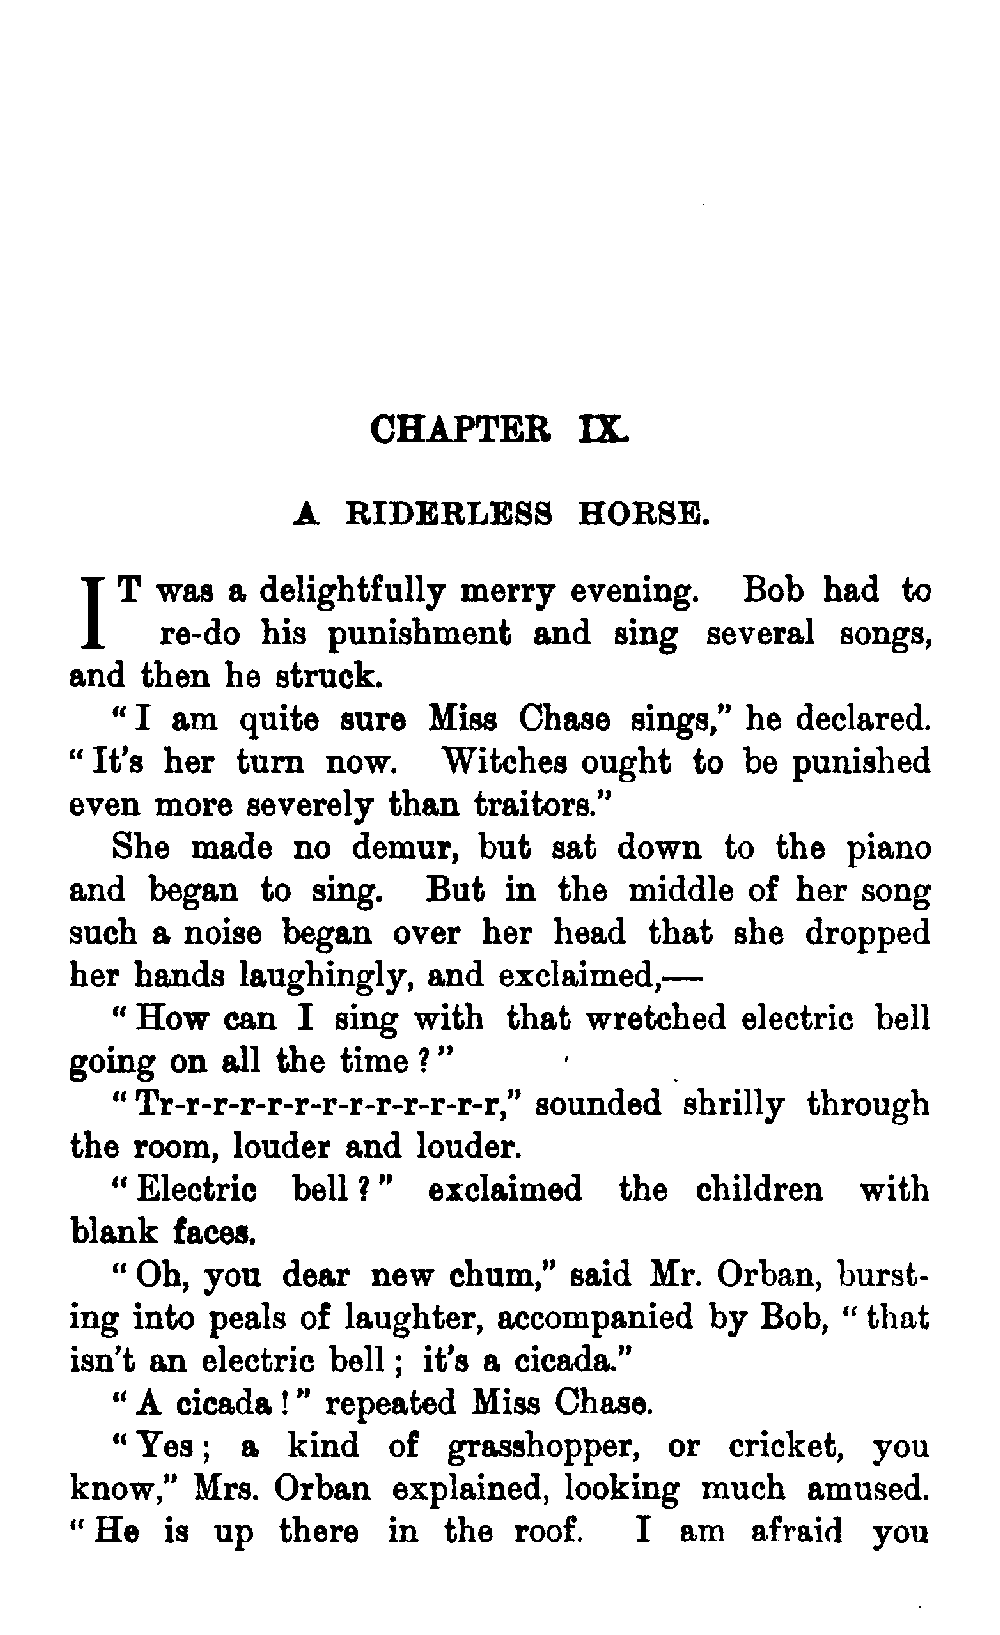 CHAPTER IX.
A RIDERLESS HORSE.
IT was a delightfully merry evening. Bob had to
re-do his punishment and sing several songs,
and then he struck.
"I am quite sure Miss Chase sings," he declared.
"It's her turn now. Witches ought to be punished
even more severely than traitors."
She made no demur, but sat down to the piano
and began to sing. But in the middle of her song
such a noise began over her head that she dropped
her hands laughingly, and exclaimed,—
"How can I sing with that wretched electric bell
going on all the time?"
"Tr-r-r-r-r-r-r-r-r-r-r-r-r-r," sounded shrilly through
the room, louder and louder.
"Electric bell?" exclaimed the children with
blank faces.
"Oh, you dear new chum," said Mr. Orban, burst-
ing into peals of laughter, accompanied by Bob, "that
isn't an electric bell; it's a cicada."
"A cicada!" repeated Miss Chase.
"Yes; a kind of grasshopper, or cricket, you
know," Mrs. Orban explained, looking much amused.
"He is up there in the roof. I am afraid you